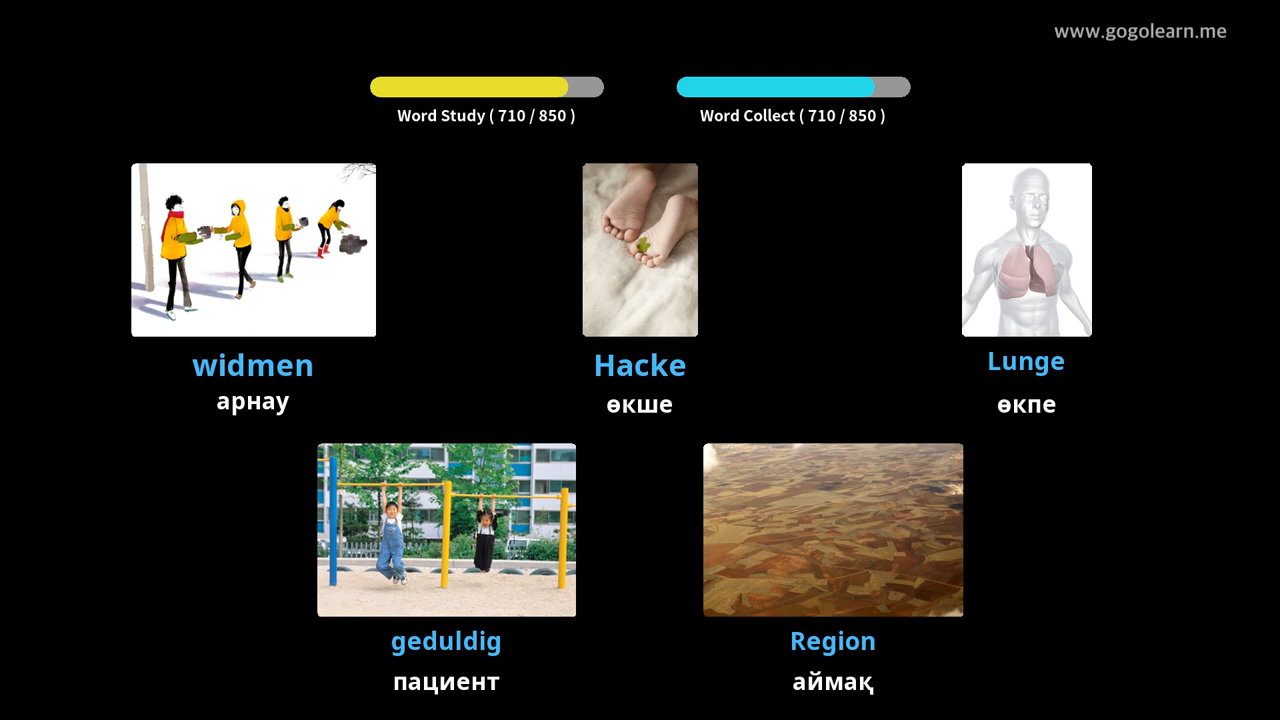 www.gogolearn.me
Word Study ( 710 / 850 )
Word Collect ( 710 / 850 )
widmen
арнау
Hacke
өкше
Lunge
өкпе
geduldig
пациент
Region
аймақ